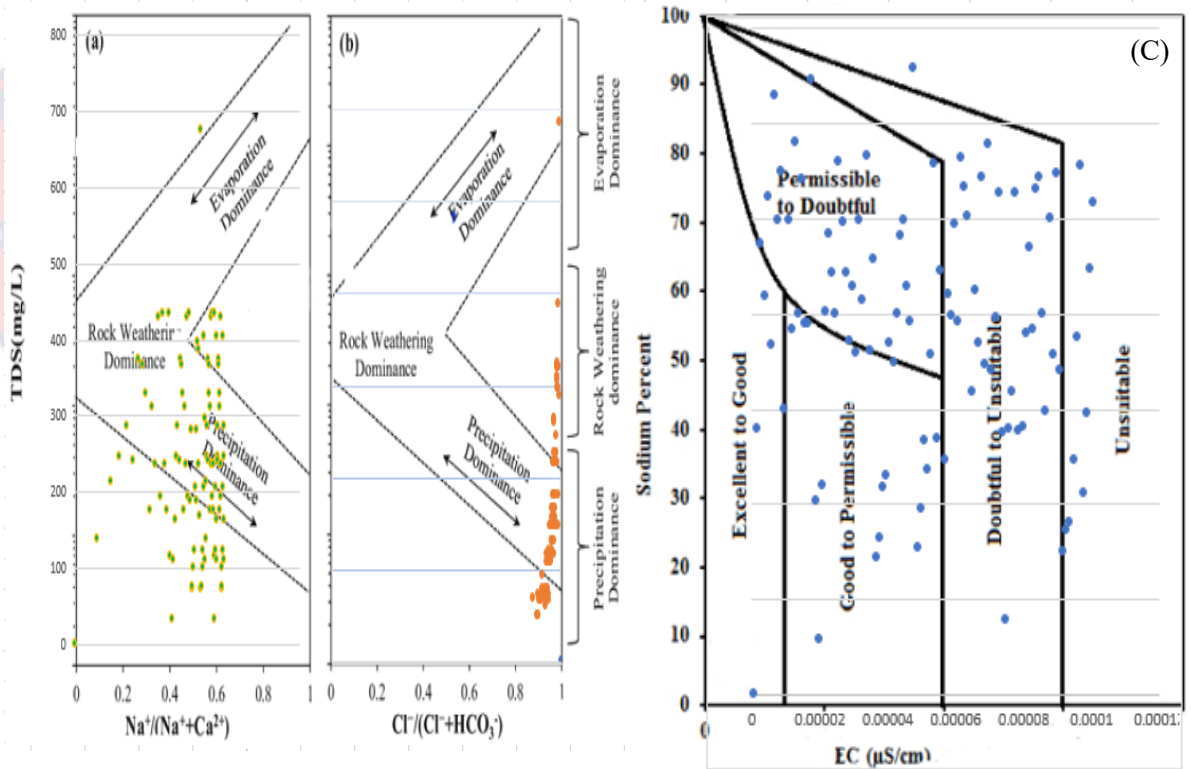 (a)
800
700
600
500
400
300
200
100
0
TDS(mg/L)
Evaporation
Dominance
Rock Weatherin
Dominance
Precipitation
Dominance
0.2
0.4
0.6
0.8
1
Na⁺/(Na⁺+Ca²⁺)
(b)
Evaporation
Dominance
Rock Weathering
Dominance
Precipitation
Dominance
0
0.2
0.4
0.6
0.8
1
Cl⁻/(Cl⁻+HCO₃⁻)
Evaporation
Dominance
Rock Weathering
dominance
Precipitation
Dominance
(C)
100
90
80
70
60
50
40
30
20
10
0
Sodium Percent
Permissible
to Doubtful
Excellent to Good
Good to Permissible
Doubtful to Unsuitable
Unsuitable
0
0
0.00002
0.00004
0.00006
0.00008
0.0001
0.00012
EC (µS/cm)